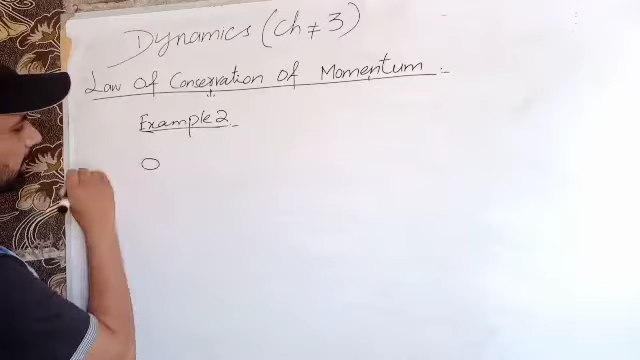 Dynamics (Ch # 3)
Law Of Conservation Of Momentum :-
Example 2